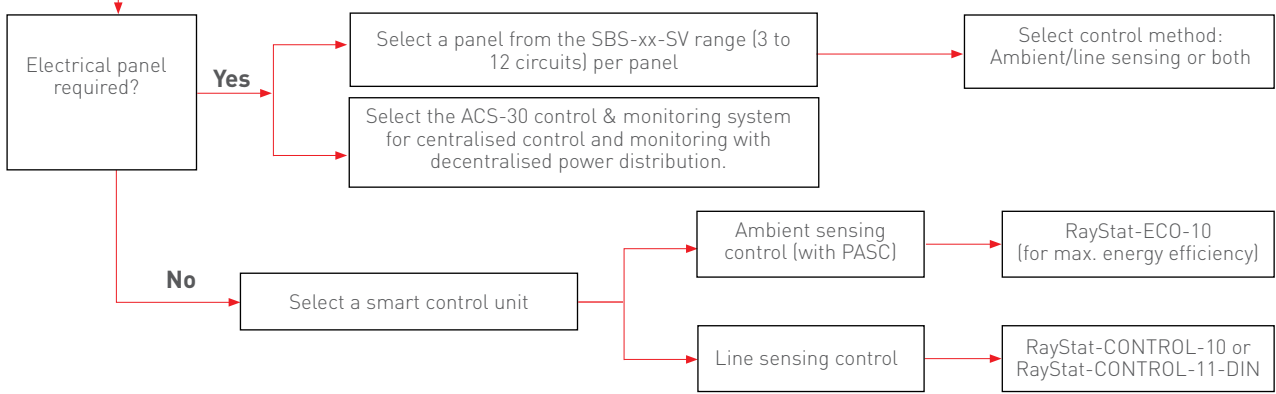 Electrical panel
required?
Yes
Select a panel from the SBS-xx-SV range (3 to
12 circuits) per panel
Select control method:
Ambient/line sensing or both
Select the ACS-30 control & monitoring system
for centralised control and monitoring with
decentralised power distribution.
No
Select a smart control unit
Ambient sensing
control (with PASC)
RayStat-ECO-10
(for max. energy efficiency)
Line sensing control
RayStat-CONTROL-10 or
RayStat-CONTROL-11-DIN